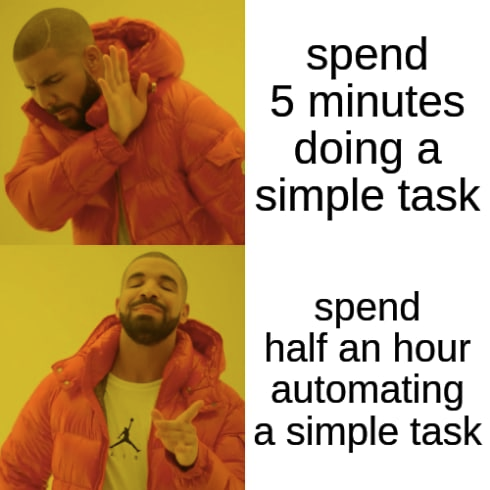 spend
5 minutes
doing a
simple task
spend
half an hour
automating
a simple task